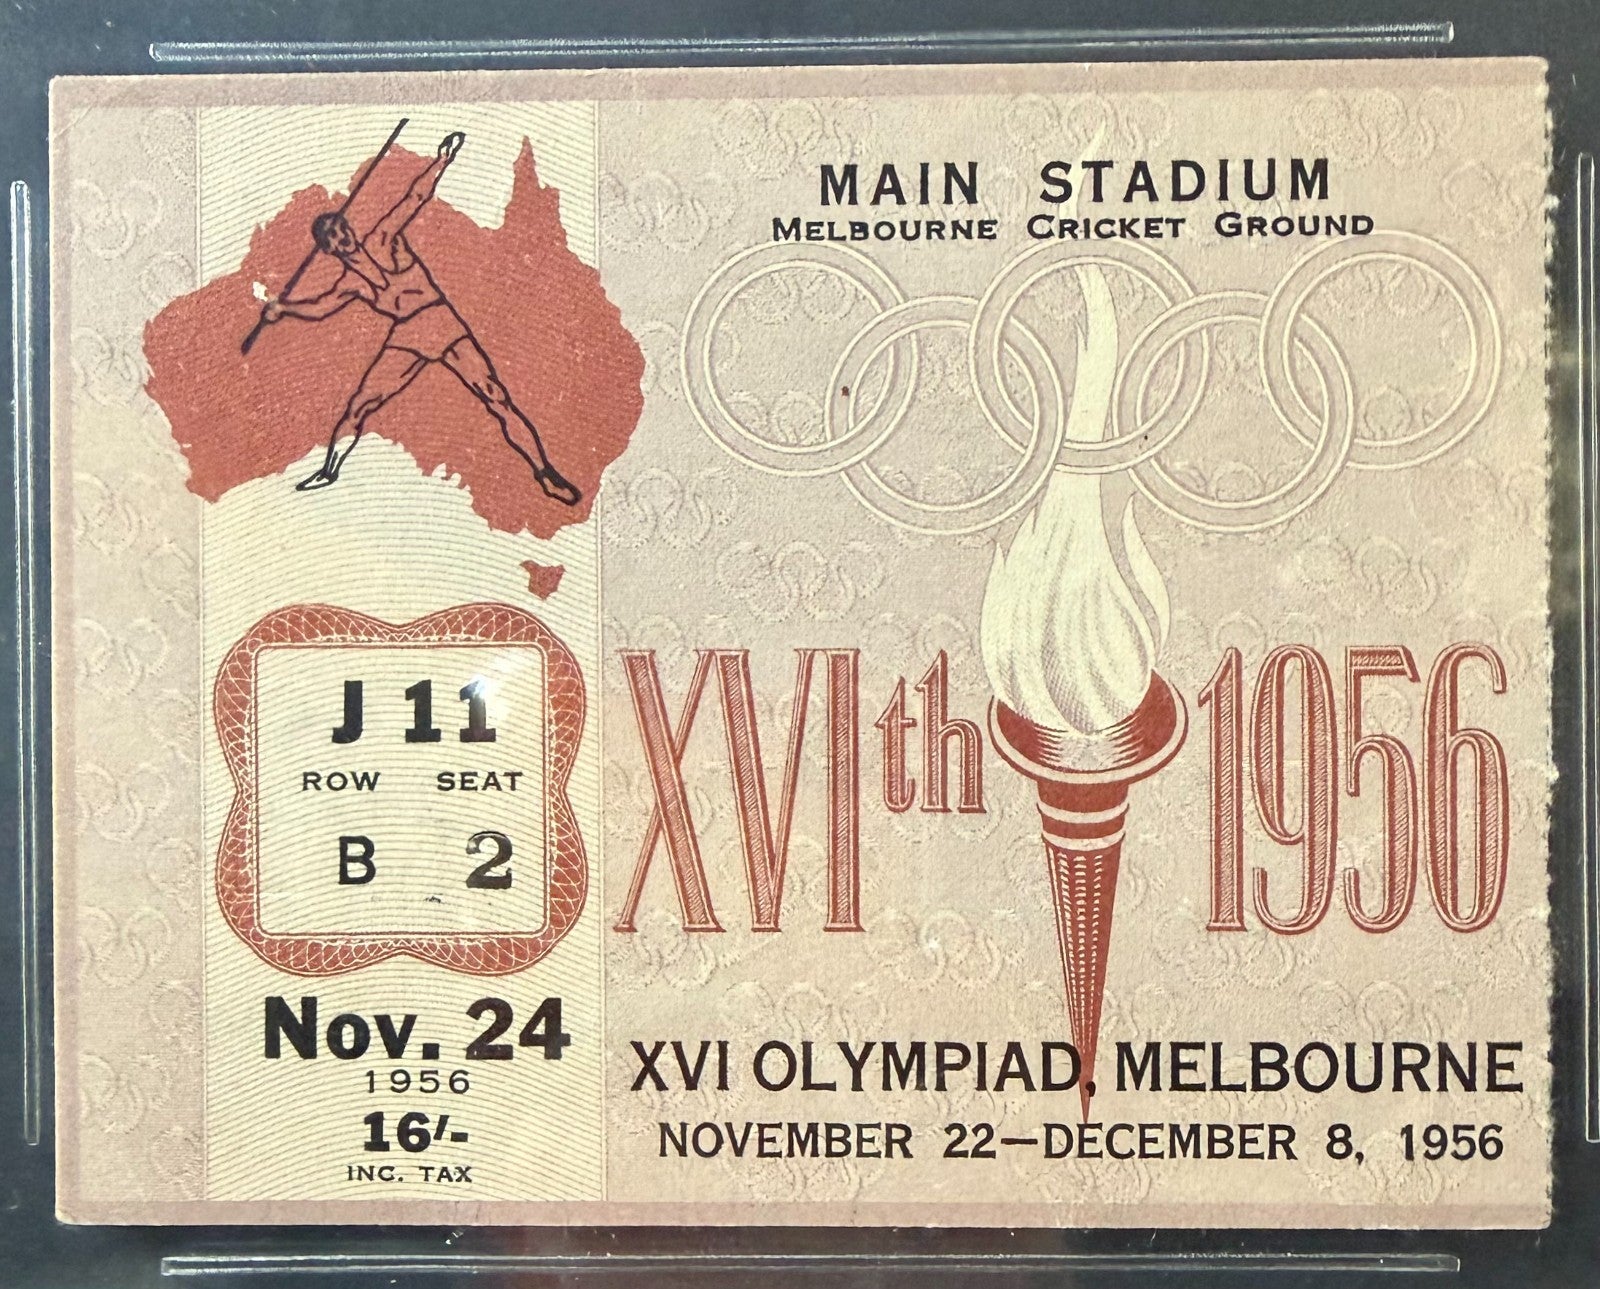 MAIN STADIUM
MELBOURNE CRICKET GROUND
J 11
ROW SEAT
B 2
Nov. 24
1956
16/-
INC. TAX
XVIth 1956
XVI OLYMPIAD, MELBOURNE
NOVEMBER 22—DECEMBER 8, 1956